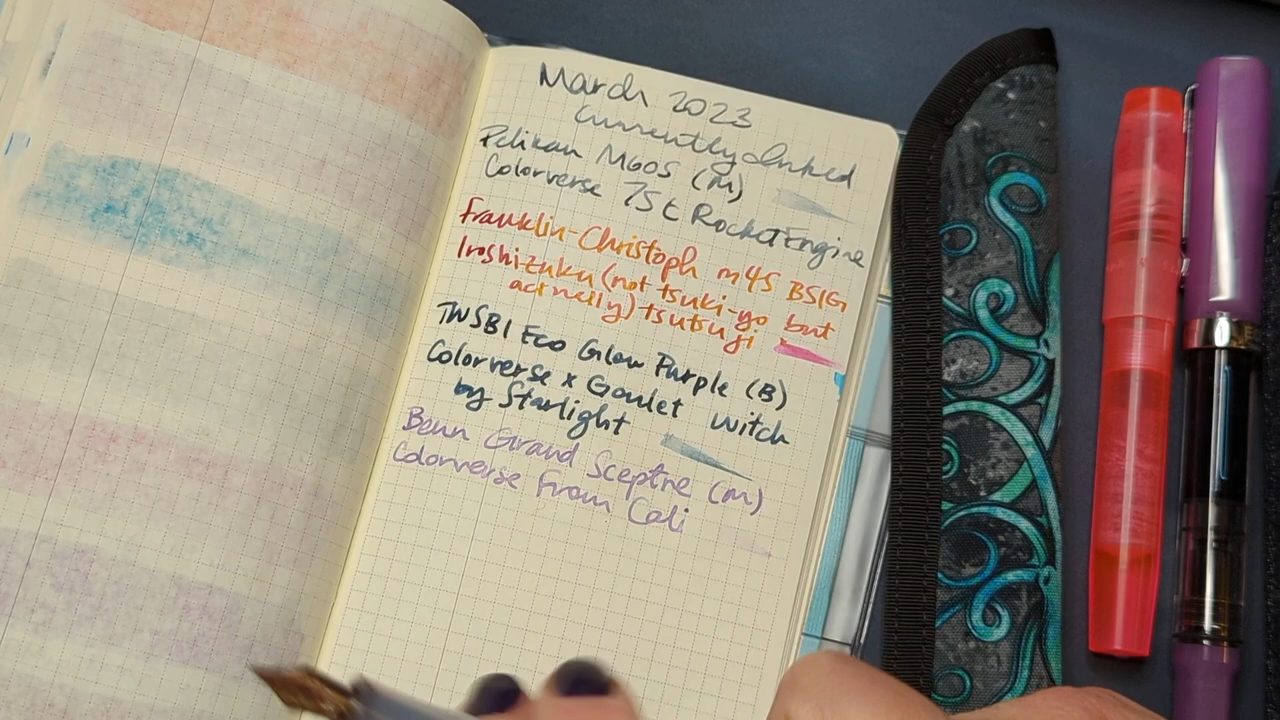 March 2023
Currently Inked
Pelikan M605 (M)
Colorverse 75t Rocket Engine
Franklin-Christoph m45 BSIG
Iroshizuku (not tsuki-yo but
actually) tsutsuji
TWSBI Eco Glow Purple (B)
Colorverse x Goulet Witch
by Starlight
Benu Grand Sceptre (M)
Colorverse From Cali